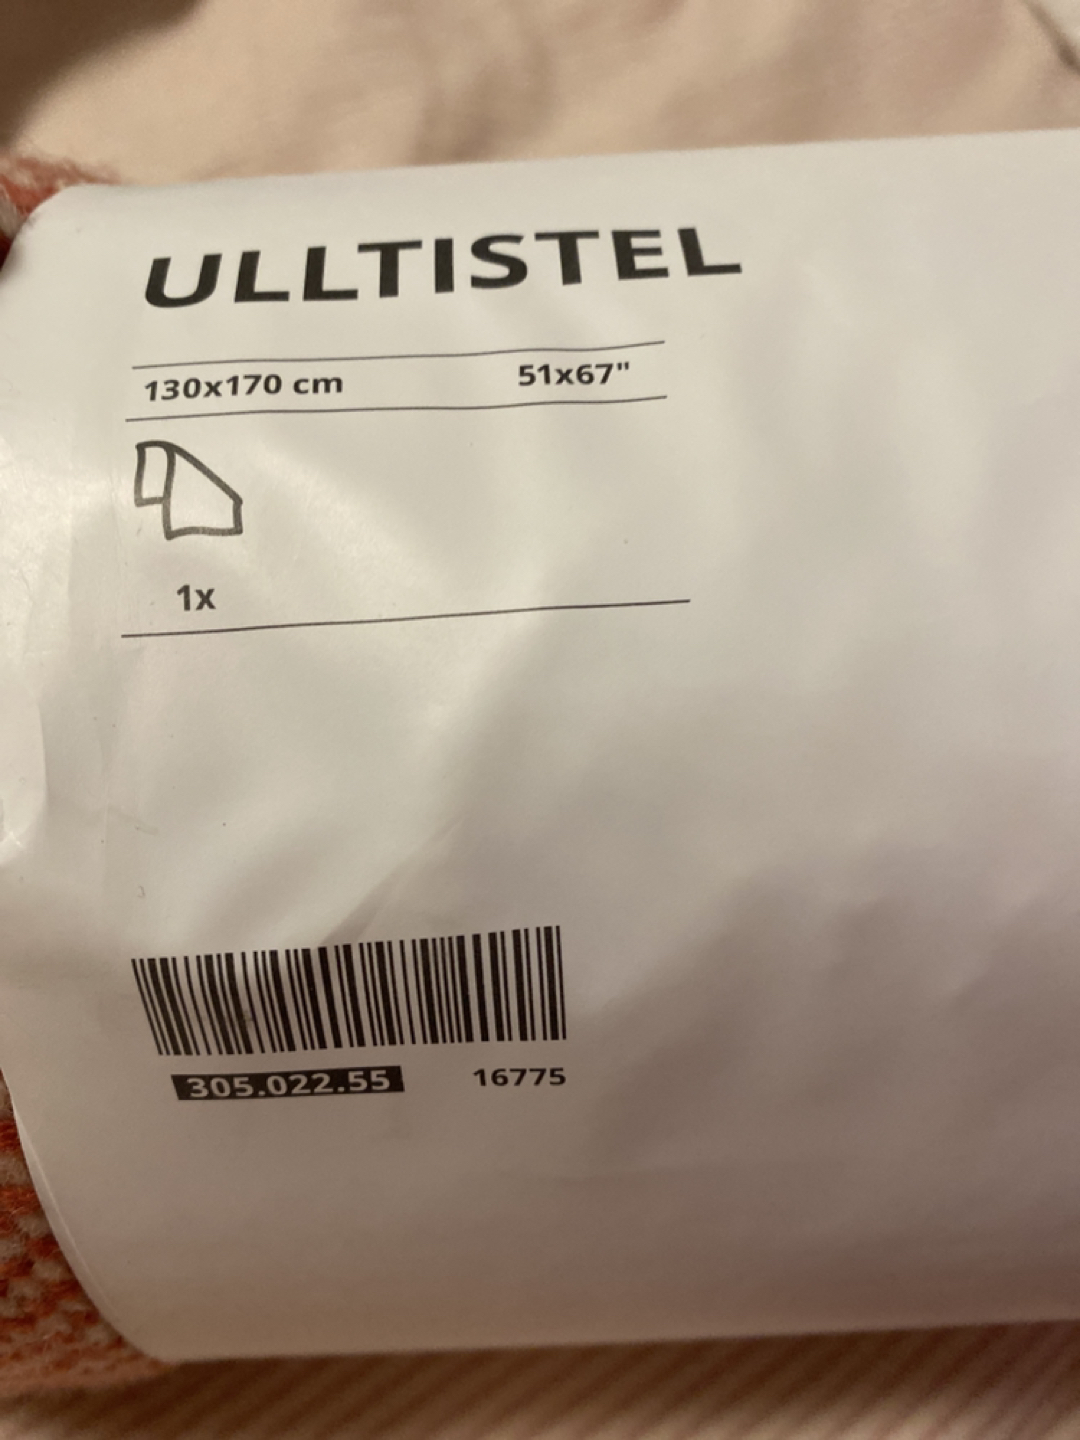 ULLTISTEL
130x170 cm 51x67"
1x
305.022.55 16775